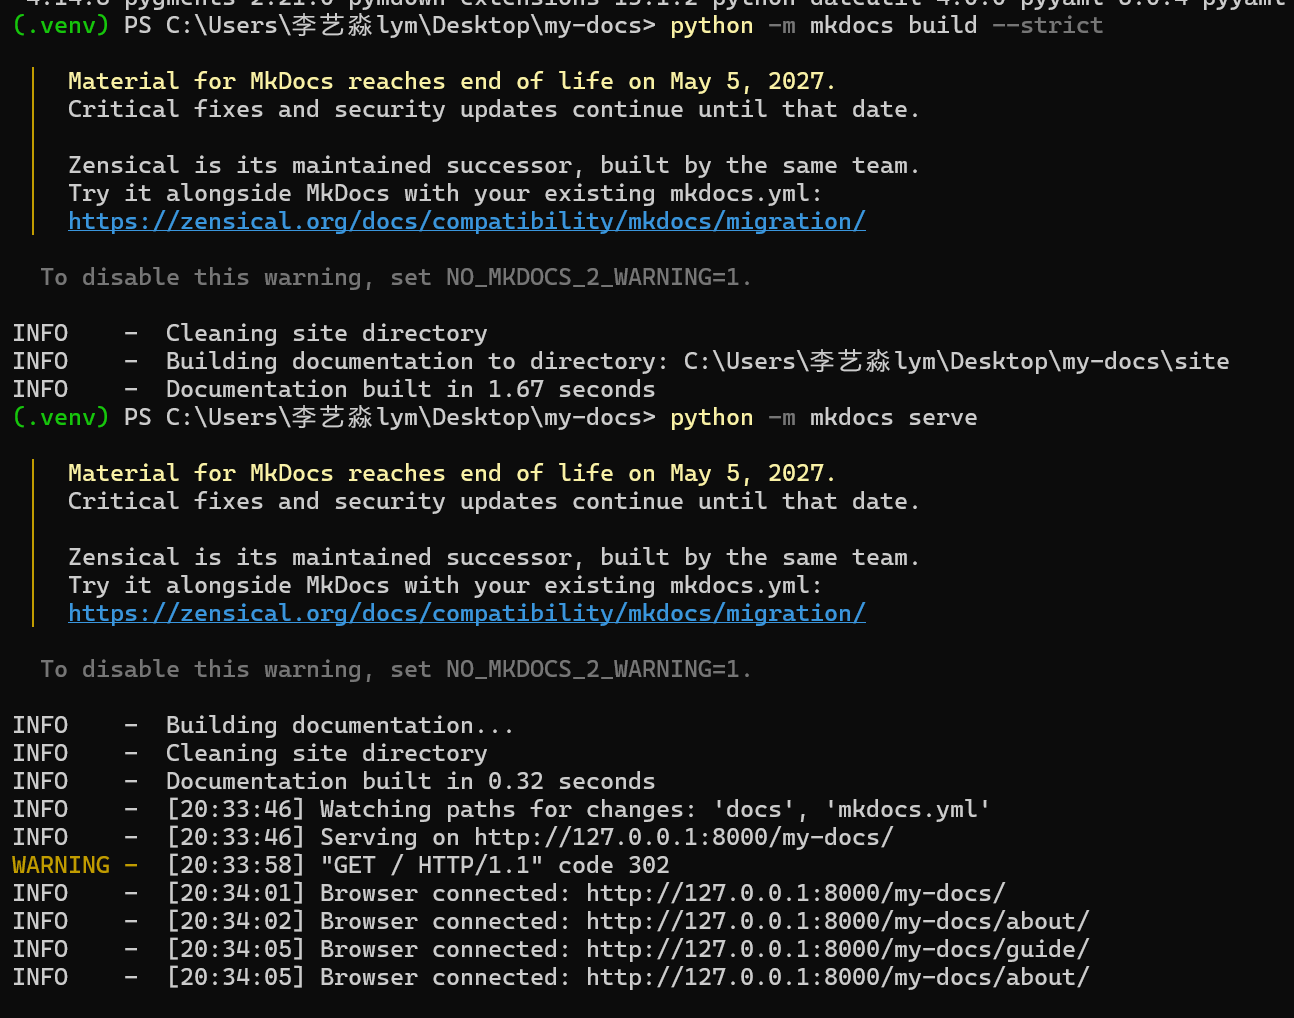 (.venv) PS C:\Users\李艺淼lym\Desktop\my-docs> python -m mkdocs build --strict
Material for MkDocs reaches end of life on May 5, 2027.
Critical fixes and security updates continue until that date.
Zensical is its maintained successor, built by the same team.
Try it alongside MkDocs with your existing mkdocs.yml:
https://zensical.org/docs/compatibility/mkdocs/migration/
To disable this warning, set NO_MKDOCS_2_WARNING=1.
INFO    -  Cleaning site directory
INFO    -  Building documentation to directory: C:\Users\李艺淼lym\Desktop\my-docs\site
INFO    -  Documentation built in 1.67 seconds
(.venv) PS C:\Users\李艺淼lym\Desktop\my-docs> python -m mkdocs serve
Material for MkDocs reaches end of life on May 5, 2027.
Critical fixes and security updates continue until that date.
Zensical is its maintained successor, built by the same team.
Try it alongside MkDocs with your existing mkdocs.yml:
https://zensical.org/docs/compatibility/mkdocs/migration/
To disable this warning, set NO_MKDOCS_2_WARNING=1.
INFO    -  Building documentation...
INFO    -  Cleaning site directory
INFO    -  Documentation built in 0.32 seconds
INFO    -  [20:33:46] Watching paths for changes: 'docs', 'mkdocs.yml'
INFO    -  [20:33:46] Serving on http://127.0.0.1:8000/my-docs/
WARNING -  [20:33:58] "GET / HTTP/1.1" code 302
INFO    -  [20:34:01] Browser connected: http://127.0.0.1:8000/my-docs/
INFO    -  [20:34:02] Browser connected: http://127.0.0.1:8000/my-docs/about/
INFO    -  [20:34:05] Browser connected: http://127.0.0.1:8000/my-docs/guide/
INFO    -  [20:34:05] Browser connected: http://127.0.0.1:8000/my-docs/about/